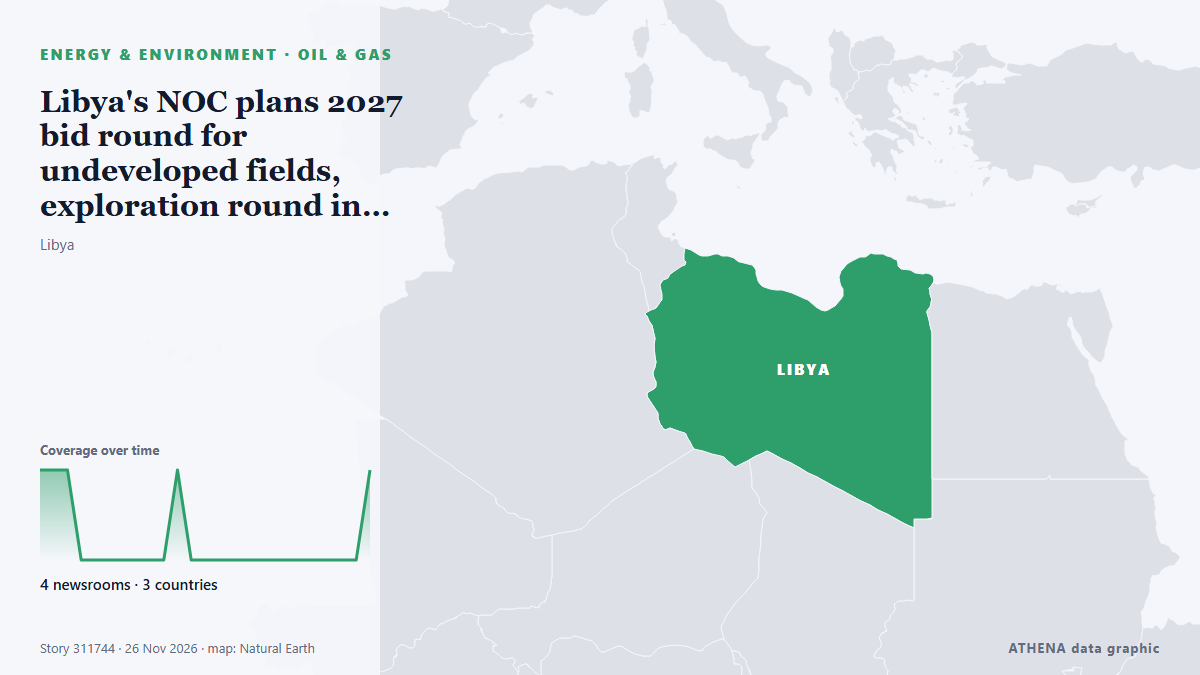 ENERGY & ENVIRONMENT · OIL & GAS
Libya's NOC plans 2027
bid round for
undeveloped fields,
exploration round in...
Libya
LIBYA
Coverage over time
4 newsrooms · 3 countries
Story 311744 · 26 Nov 2026 · map: Natural Earth
ATHENA data graphic